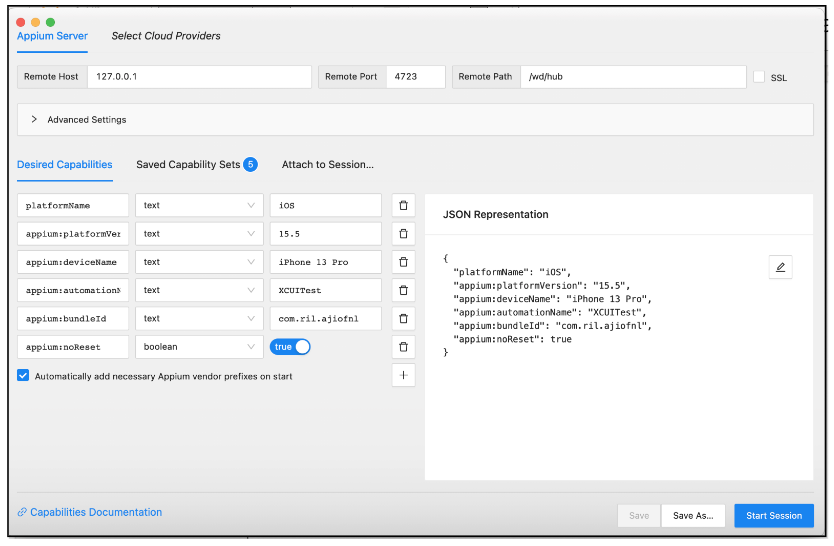 Appium Server Select Cloud Providers
Remote Host 127.0.0.1 Remote Port 4723 Remote Path /wd/hub SSL
Advanced Settings
Desired Capabilities Saved Capability Sets 5 Attach to Session...
platformName text iOS
appium:platformVer text 15.5
appium:deviceName text iPhone 13 Pro
appium:automationN text XCUITest
appium:bundleId text com.ril.ajiofnl
appium:noReset boolean true
Automatically add necessary Appium vendor prefixes on start
JSON Representation
{
"platformName": "iOS",
"appium:platformVersion": "15.5",
"appium:deviceName": "iPhone 13 Pro",
"appium:automationName": "XCUITest",
"appium:bundleId": "com.ril.ajiofnl",
"appium:noReset": true
}
Capabilities Documentation Save Save As... Start Session